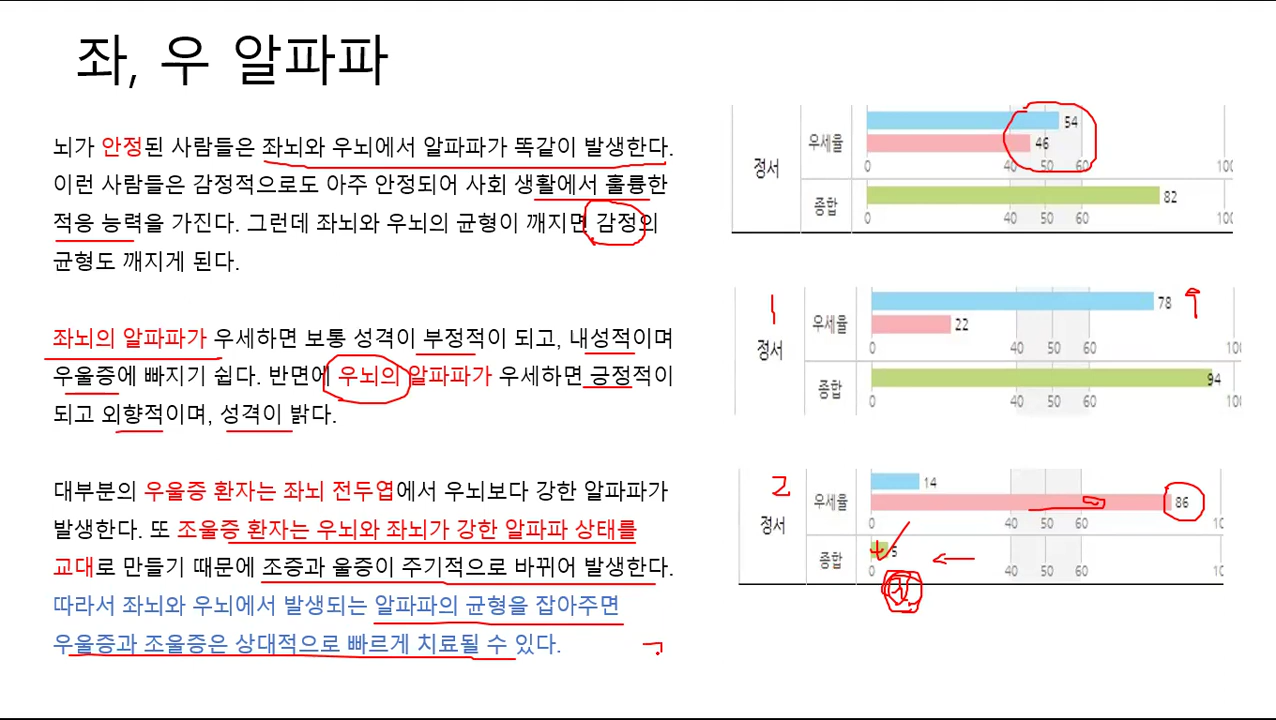 좌, 우 알파파
뇌가 안정된 사람들은 좌뇌와 우뇌에서 알파파가 똑같이 발생한다.
이런 사람들은 감정적으로도 아주 안정되어 사회 생활에서 훌륭한
적응 능력을 가진다. 그런데 좌뇌와 우뇌의 균형이 깨지면 감정의
균형도 깨지게 된다.
좌뇌의 알파파가 우세하면 보통 성격이 부정적이 되고, 내성적이며
우울증에 빠지기 쉽다. 반면에 우뇌의 알파파가 우세하면 긍정적이
되고 외향적이며, 성격이 밝다.
대부분의 우울증 환자는 좌뇌 전두엽에서 우뇌보다 강한 알파파가
발생한다. 또 조울증 환자는 우뇌와 좌뇌가 강한 알파파 상태를
교대로 만들기 때문에 조증과 울증이 주기적으로 바뀌어 발생한다.
따라서 좌뇌와 우뇌에서 발생되는 알파파의 균형을 잡아주면
우울증과 조울증은 상대적으로 빠르게 치료될 수 있다.
정서
우세율
54
46
0 40 50 60 100
종합
82
0 40 50 60 100
1
정서
우세율
78
22
0 40 50 60 10
종합
94
0 40 50 60 10
2
정서
우세율
14
86
0 40 50 60 10
종합
5
0 40 50 60 10